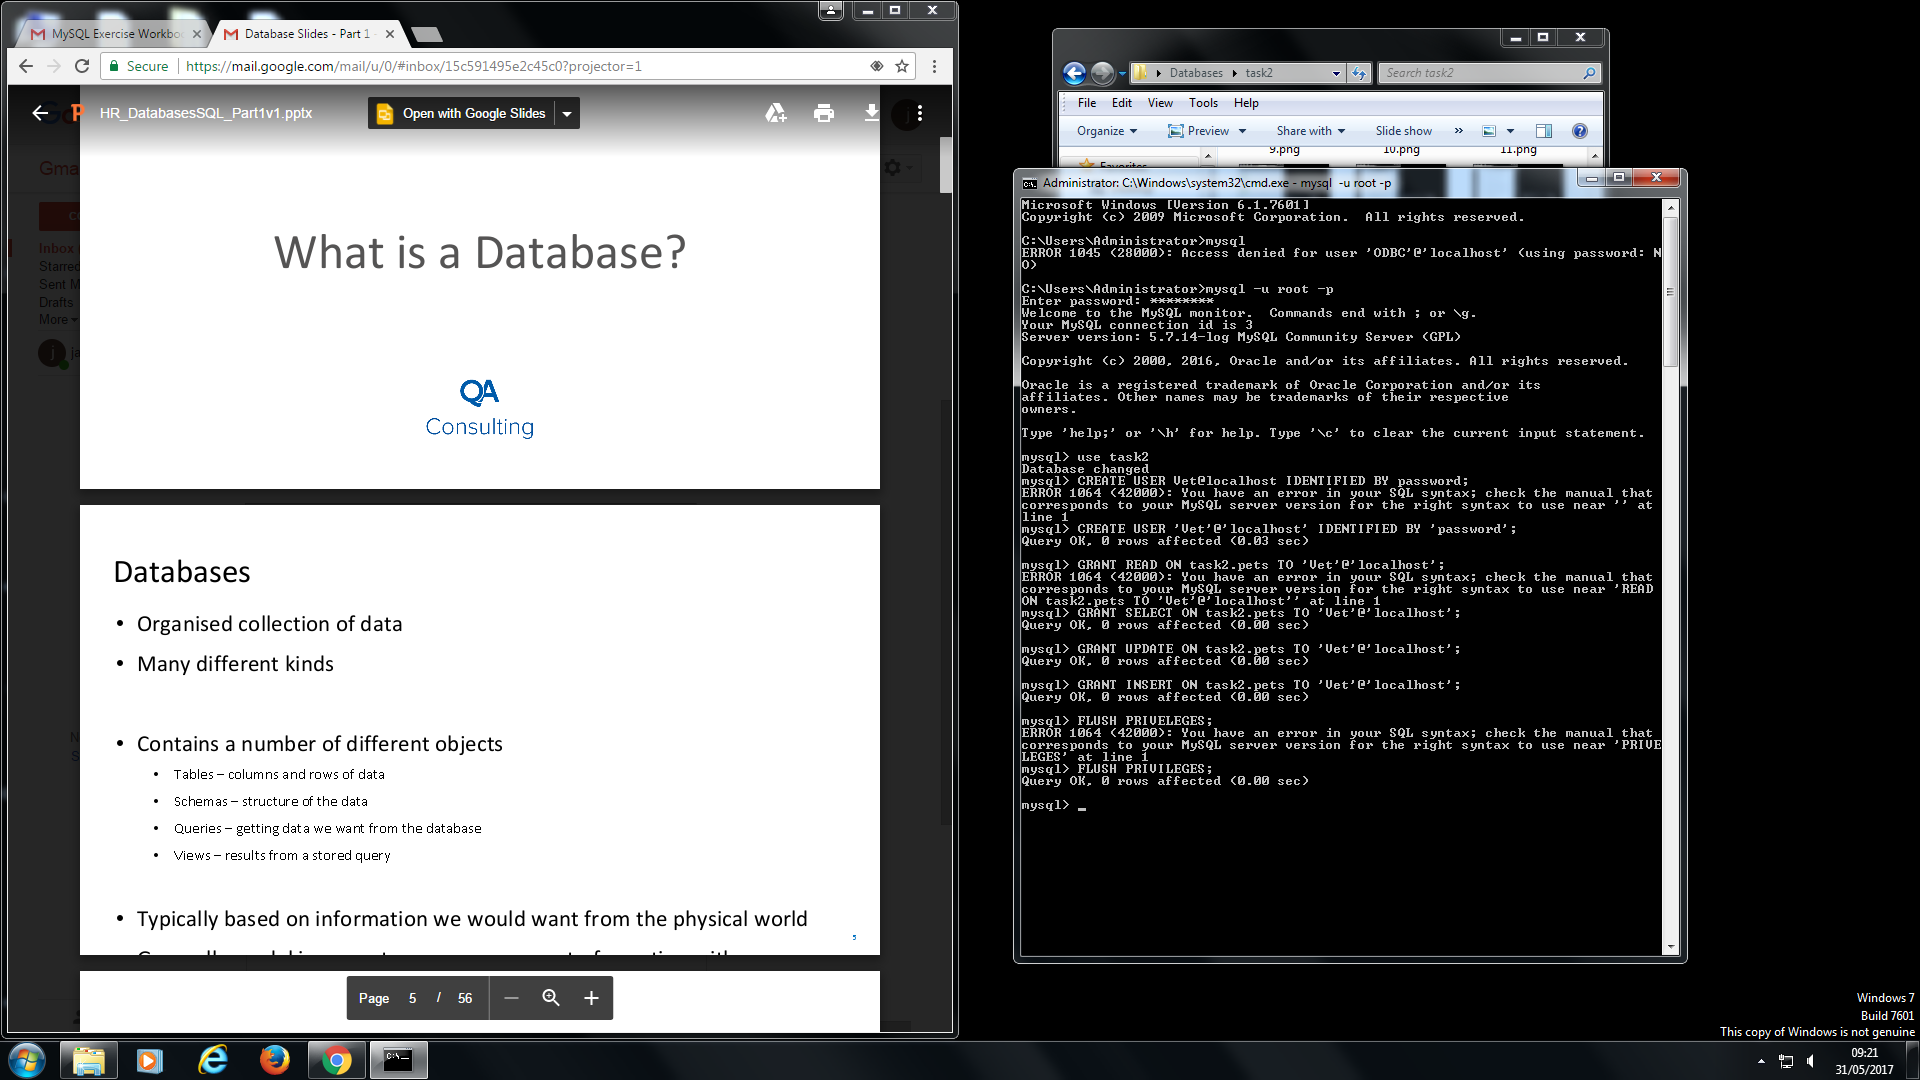 MySQL Exercise Workbo
Database Slides - Part 1 -
Secure
https://mail.google.com/mail/u/0/#inbox/15c591495e2c45c0?projector=1
HR_DatabasesSQL_Part1v1.pptx
Open with Google Slides
Inbox
Starred
Sent M
Drafts
More
What is a Database?
QA
Consulting
Databases
• Organised collection of data
• Many different kinds
• Contains a number of different objects
• Tables – columns and rows of data
• Schemas – structure of the data
• Queries – getting data we want from the database
• Views – results from a stored query
• Typically based on information we would want from the physical world
Page 5 / 56
Databases
task2
Search task2
File Edit View Tools Help
Organize Preview Share with Slide show »
9.png 10.png 11.png
Favorites
Administrator: C:\Windows\system32\cmd.exe - mysql -u root -p
Microsoft Windows [Version 6.1.7601]
Copyright (c) 2009 Microsoft Corporation.  All rights reserved.
C:\Users\Administrator>mysql
ERROR 1045 (28000): Access denied for user 'ODBC'@'localhost' (using password: N
O)
C:\Users\Administrator>mysql -u root -p
Enter password: ********
Welcome to the MySQL monitor.  Commands end with ; or \g.
Your MySQL connection id is 3
Server version: 5.7.14-log MySQL Community Server (GPL)
Copyright (c) 2000, 2016, Oracle and/or its affiliates. All rights reserved.
Oracle is a registered trademark of Oracle Corporation and/or its
affiliates. Other names may be trademarks of their respective
owners.
Type 'help;' or '\h' for help. Type '\c' to clear the current input statement.
mysql> use task2
Database changed
mysql> CREATE USER Vet@localhost IDENTIFIED BY password;
ERROR 1064 (42000): You have an error in your SQL syntax; check the manual that
corresponds to your MySQL server version for the right syntax to use near '' at
line 1
mysql> CREATE USER 'Vet'@'localhost' IDENTIFIED BY 'password';
Query OK, 0 rows affected (0.03 sec)
mysql> GRANT READ ON task2.pets TO 'Vet'@'localhost';
ERROR 1064 (42000): You have an error in your SQL syntax; check the manual that
corresponds to your MySQL server version for the right syntax to use near 'READ
ON task2.pets TO 'Vet'@'localhost'' at line 1
mysql> GRANT SELECT ON task2.pets TO 'Vet'@'localhost';
Query OK, 0 rows affected (0.00 sec)
mysql> GRANT UPDATE ON task2.pets TO 'Vet'@'localhost';
Query OK, 0 rows affected (0.00 sec)
mysql> GRANT INSERT ON task2.pets TO 'Vet'@'localhost';
Query OK, 0 rows affected (0.00 sec)
mysql> FLUSH PRIVELEGES;
ERROR 1064 (42000): You have an error in your SQL syntax; check the manual that
corresponds to your MySQL server version for the right syntax to use near 'PRIVE
LEGES' at line 1
mysql> FLUSH PRIVILEGES;
Query OK, 0 rows affected (0.00 sec)
mysql> _
Windows 7
Build 7601
This copy of Windows is not genuine
09:21
31/05/2017